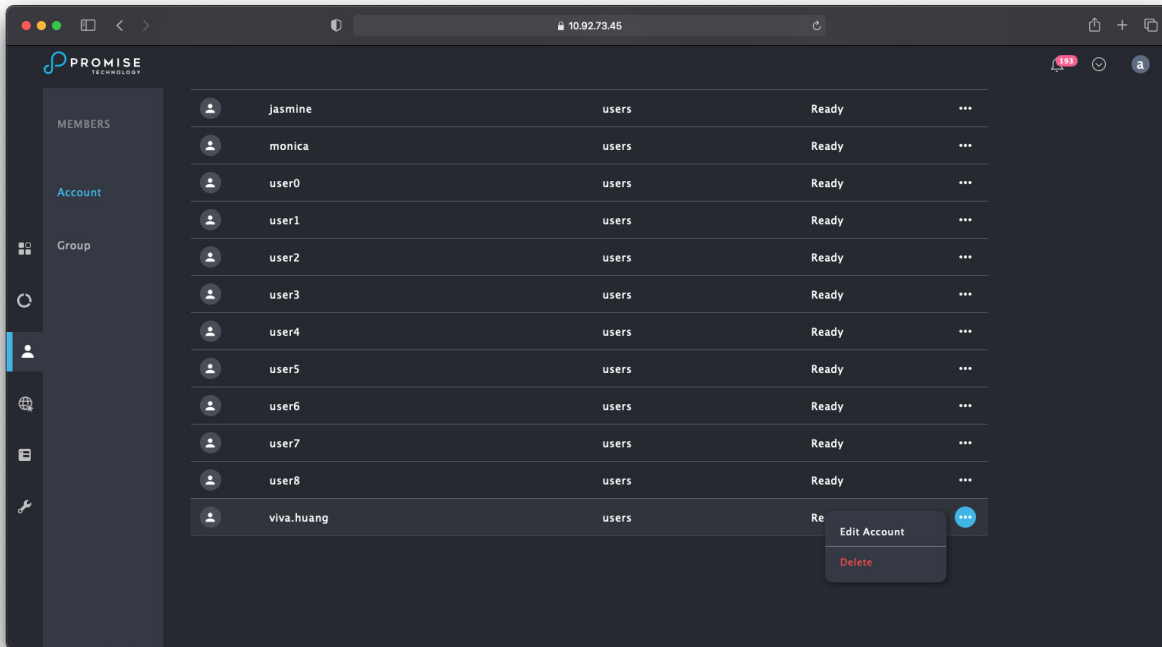 10.92.73.45
PROMISE
TECHNOLOGY
193
a
MEMBERS
Account
Group
jasmine users Ready
monica users Ready
user0 users Ready
user1 users Ready
user2 users Ready
user3 users Ready
user4 users Ready
user5 users Ready
user6 users Ready
user7 users Ready
user8 users Ready
viva.huang users Re
Edit Account
Delete